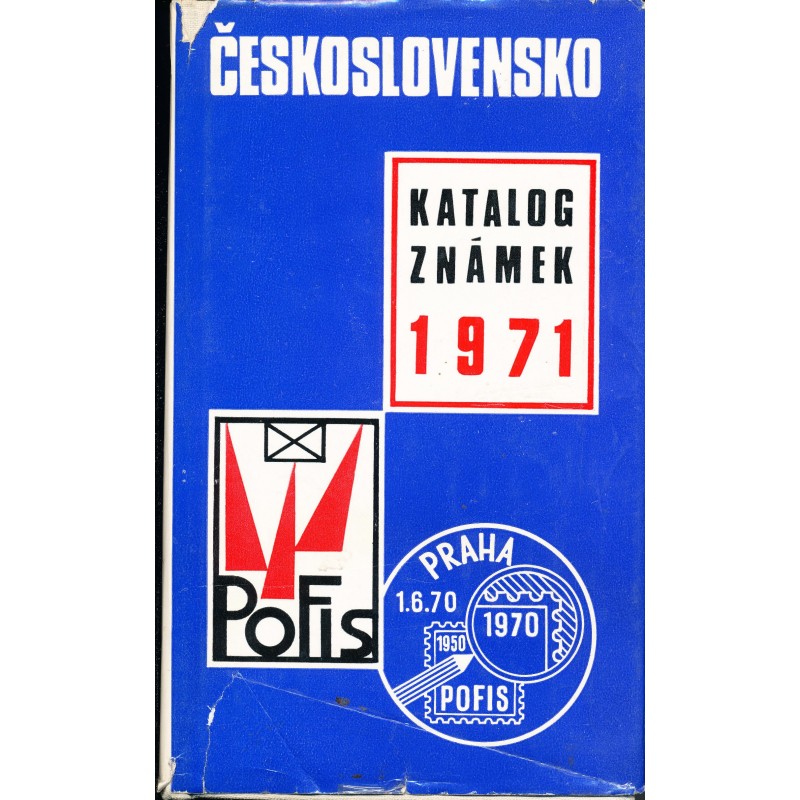 ČESKOSLOVENSKO
KATALOG
ZNÁMEK
1971
POFIS
PRAHA
1.6.70
1970
1950
POFIS